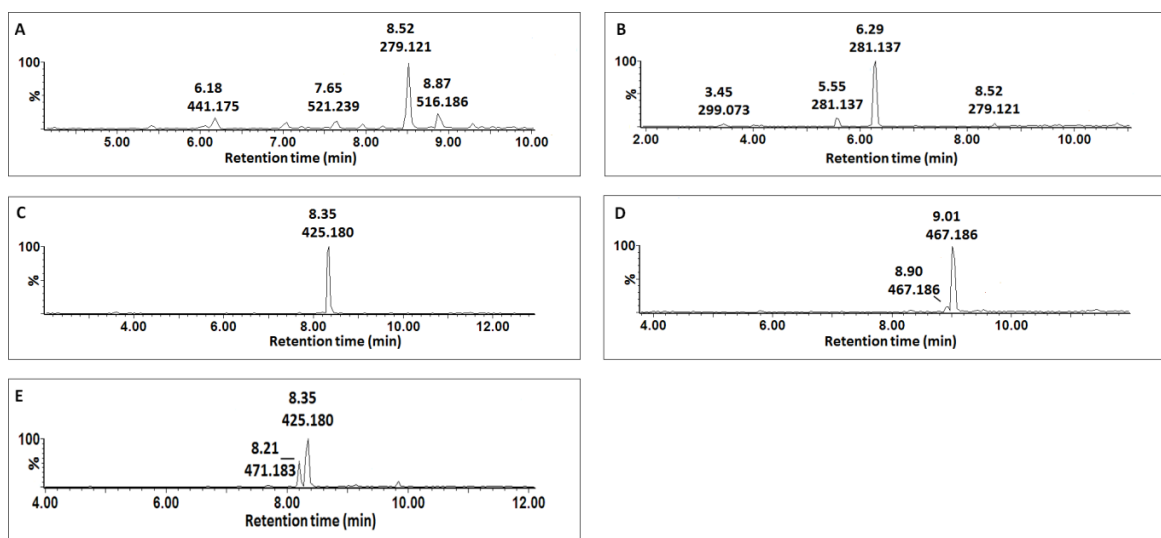 A
8.52
279.121
6.18
441.175
7.65
521.239
8.87
516.186
100
%
5.00 6.00 7.00 8.00 9.00 10.00
Retention time (min)
B
6.29
281.137
3.45
299.073
5.55
281.137
8.52
279.121
100
%
2.00 4.00 6.00 8.00 10.00
Retention time (min)
C
8.35
425.180
100
%
4.00 6.00 8.00 10.00 12.00
Retention time (min)
D
9.01
467.186
8.90
467.186
100
%
4.00 6.00 8.00 10.00
Retention time (min)
E
8.35
425.180
8.21
471.183
100
%
4.00 6.00 8.00 10.00 12.00
Retention time (min)